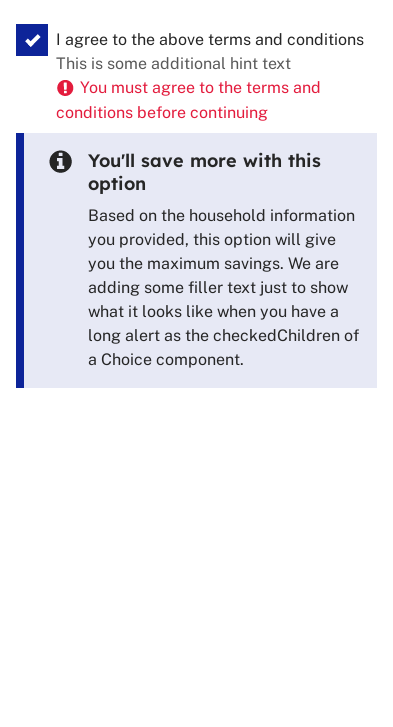 I agree to the above terms and conditions
This is some additional hint text
You must agree to the terms and
conditions before continuing
You'll save more with this
option
Based on the household information
you provided, this option will give
you the maximum savings. We are
adding some filler text just to show
what it looks like when you have a
long alert as the checkedChildren of
a Choice component.